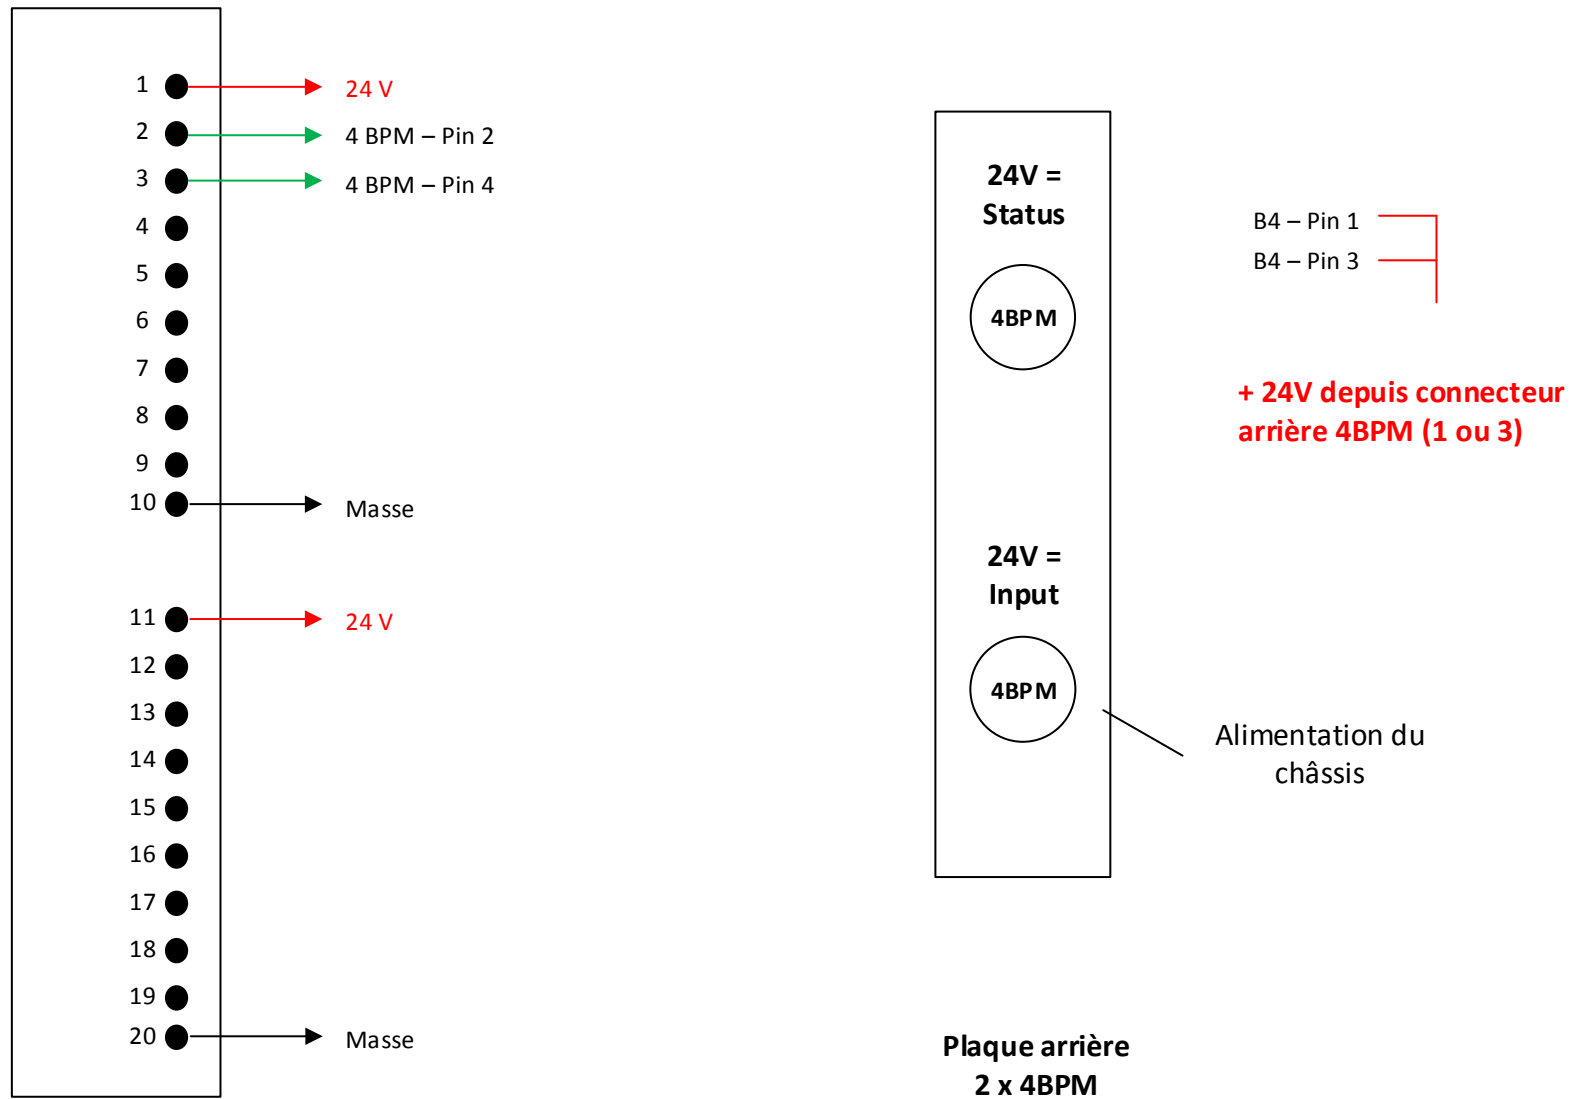 1
24 V
2
4 BPM – Pin 2
3
4 BPM – Pin 4
4
5
6
7
8
9
10
Masse
11
24 V
12
13
14
15
16
17
18
19
20
Masse
24V =
Status
4BPM
24V =
Input
4BPM
Plaque arrière
2 x 4BPM
B4 – Pin 1
B4 – Pin 3
+ 24V depuis connecteur
arrière 4BPM (1 ou 3)
Alimentation du
châssis